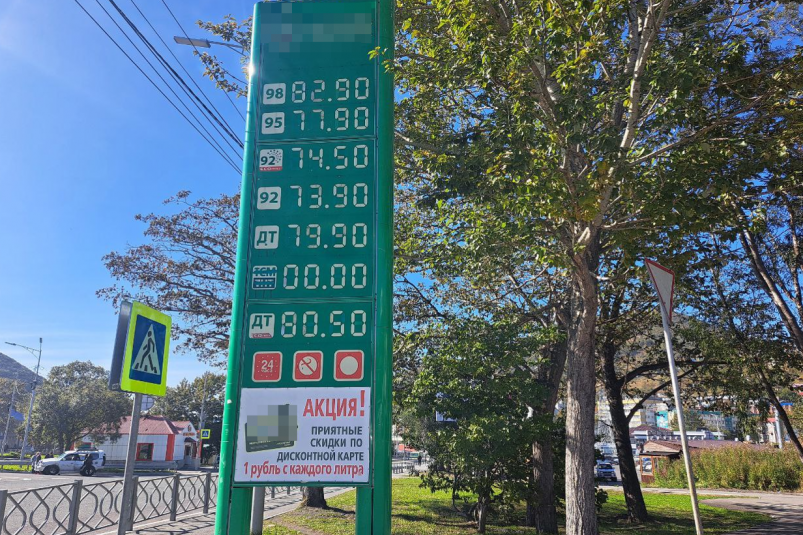 98 82.90
95 77.90
92 74.50
92 73.90
ДТ 79.90
ТСМ 00.00
ДТ 80.50
24
АКЦИЯ!
ПРИЯТНЫЕ
СКИДКИ ПО
ДИСКОНТНОЙ КАРТЕ
1 рубль с каждого литра